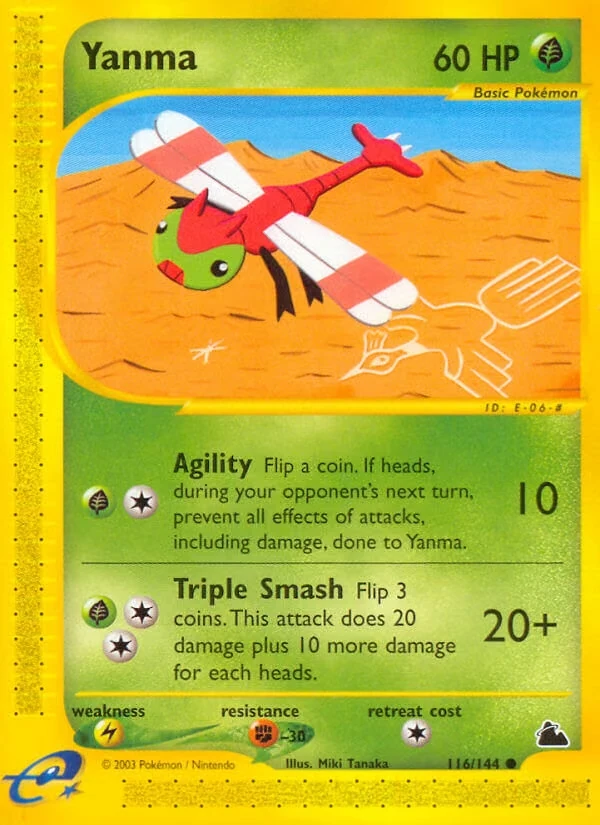 Yanma 60 HP
Basic Pokémon
ID: E-06-#
Agility Flip a coin. If heads,
during your opponent's next turn,
prevent all effects of attacks,
including damage, done to Yanma.
10
Triple Smash Flip 3
coins. This attack does 20
damage plus 10 more damage
for each heads.
20+
weakness resistance retreat cost
-30
© 2003 Pokémon / Nintendo Illus. Miki Tanaka 116/144
e